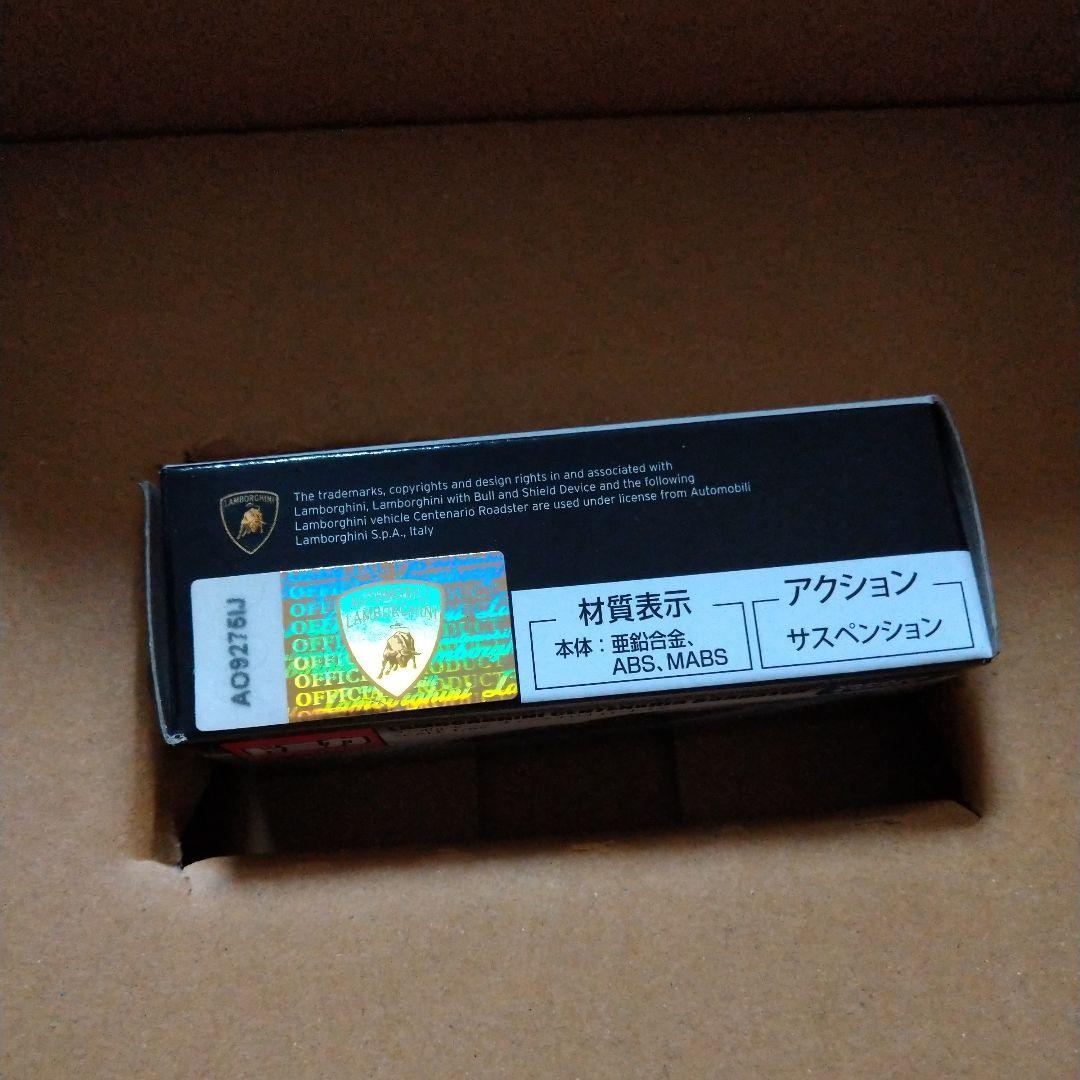 LAMBORGHINI
The trademarks, copyrights and design rights in and associated with
Lamborghini, Lamborghini with Bull and Shield Device and the following
Lamborghini vehicle Centenario Roadster are used under license from Automobili
Lamborghini S.p.A., Italy
AO9275IJ
LAMBORGHINI
OFFICIAL PRODUCT
Lamborghini
材質表示
本体：亜鉛合金、
ABS、MABS
アクション
サスペンション